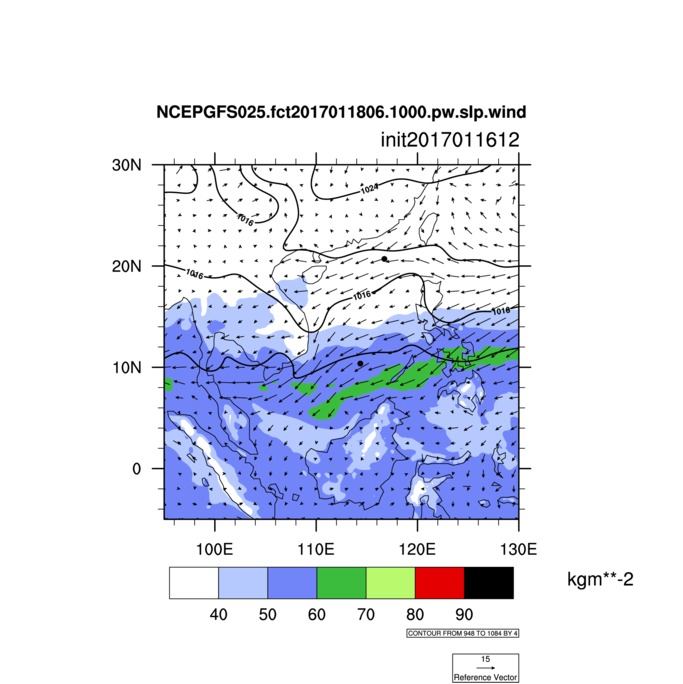 NCEPGFS025.fct2017011806.1000.pw.slp.wind
init2017011612
30N
1024
1016
20N
1016
1016
1016
10N
0
100E 110E 120E 130E
40 50 60 70 80 90
kgm**-2
CONTOUR FROM 948 TO 1084 BY 4
15
Reference Vector